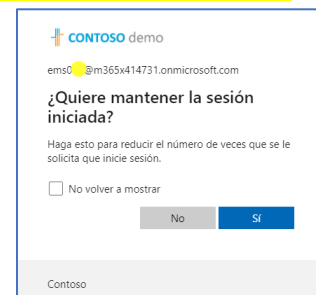 CONTOSO demo
ems0 @m365x414731.onmicrosoft.com
¿Quiere mantener la sesión
iniciada?
Haga esto para reducir el número de veces que se le
solicita que inicie sesión.
No volver a mostrar
No Sí
Contoso